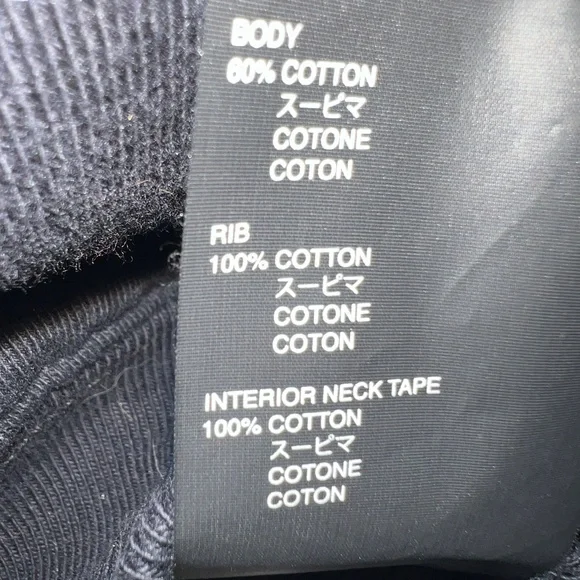 BODY
60% COTTON
スーピマ
COTONE
COTON
RIB
100% COTTON
スーピマ
COTONE
COTON
INTERIOR NECK TAPE
100% COTTON
スーピマ
COTONE
COTON